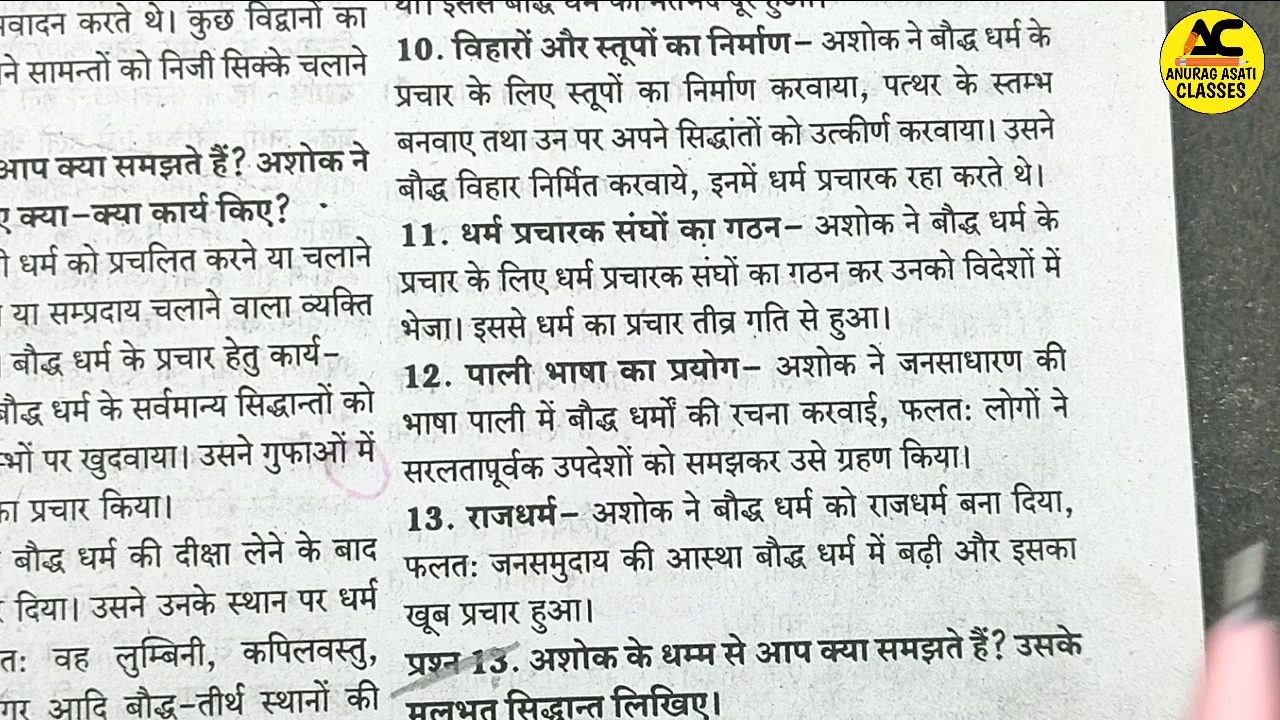 पवादन करते थे। कुछ विद्वानों का
ने सामन्तों को निजी सिक्के चलाने
आप क्या समझते हैं? अशोक ने
ए क्या-क्या कार्य किए?
धर्म को प्रचलित करने या चलाने
या सम्प्रदाय चलाने वाला व्यक्ति
बौद्ध धर्म के प्रचार हेतु कार्य-
बौद्ध धर्म के सर्वमान्य सिद्धान्तों को
म्भों पर खुदवाया। उसने गुफाओं में
का प्रचार किया।
बौद्ध धर्म की दीक्षा लेने के बाद
दिया। उसने उनके स्थान पर धर्म
तः वह लुम्बिनी, कपिलवस्तु,
गर आदि बौद्ध-तीर्थ स्थानों की
था। इससे बौद्ध धर्म का मतभेद दूर हुआ।
10. विहारों और स्तूपों का निर्माण- अशोक ने बौद्ध धर्म के
प्रचार के लिए स्तूपों का निर्माण करवाया, पत्थर के स्तम्भ
बनवाए तथा उन पर अपने सिद्धांतों को उत्कीर्ण करवाया। उसने
बौद्ध विहार निर्मित करवाये, इनमें धर्म प्रचारक रहा करते थे।
11. धर्म प्रचारक संघों का गठन- अशोक ने बौद्ध धर्म के
प्रचार के लिए धर्म प्रचारक संघों का गठन कर उनको विदेशों में
भेजा। इससे धर्म का प्रचार तीव्र गति से हुआ।
12. पाली भाषा का प्रयोग- अशोक ने जनसाधारण की
भाषा पाली में बौद्ध धर्मों की रचना करवाई, फलतः लोगों ने
सरलतापूर्वक उपदेशों को समझकर उसे ग्रहण किया।
13. राजधर्म- अशोक ने बौद्ध धर्म को राजधर्म बना दिया,
फलतः जनसमुदाय की आस्था बौद्ध धर्म में बढ़ी और इसका
खूब प्रचार हुआ।
प्रश्न 13. अशोक के धम्म से आप क्या समझते हैं? उसके
मूलभूत सिद्धान्त लिखिए।
AC
ANURAG ASATI
CLASSES